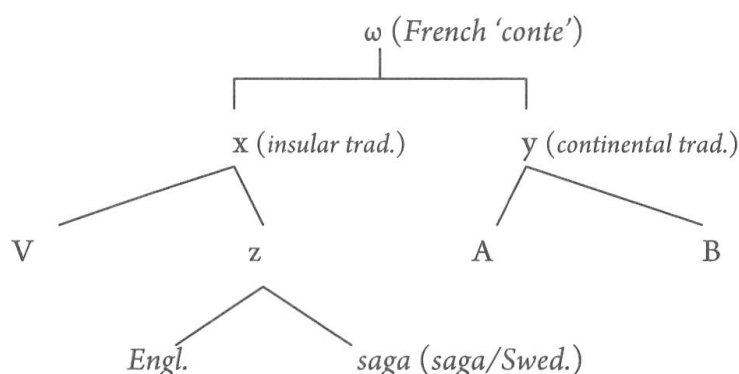 ω (French ‘conte’)
x (insular trad.) y (continental trad.)
V z A B
Engl. saga (saga/Swed.)